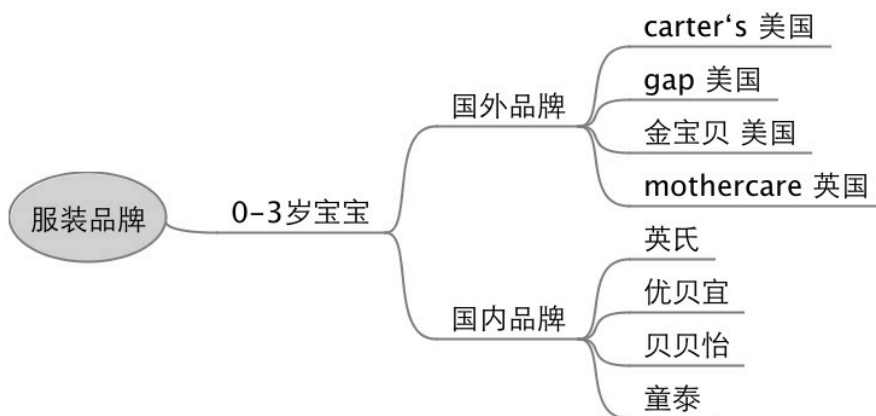 服装品牌
0-3岁宝宝
国外品牌
carter‘s 美国
gap 美国
金宝贝 美国
mothercare 英国
国内品牌
英氏
优贝宜
贝贝怡
童泰